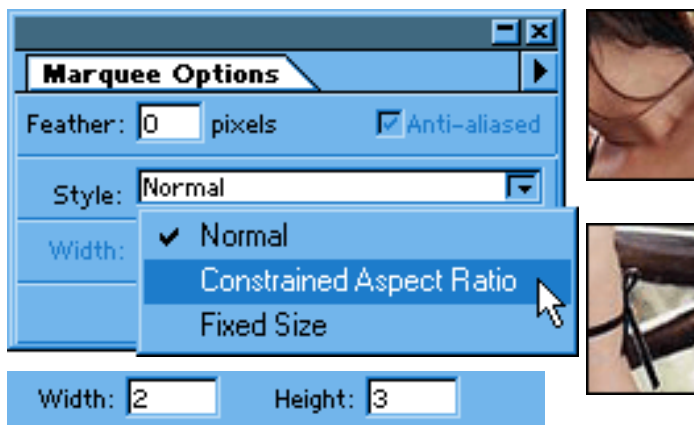 Marquee Options
Feather: 0 pixels Anti-aliased
Style: Normal
Normal
Width:
Constrained Aspect Ratio
Fixed Size
Width: 2 Height: 3